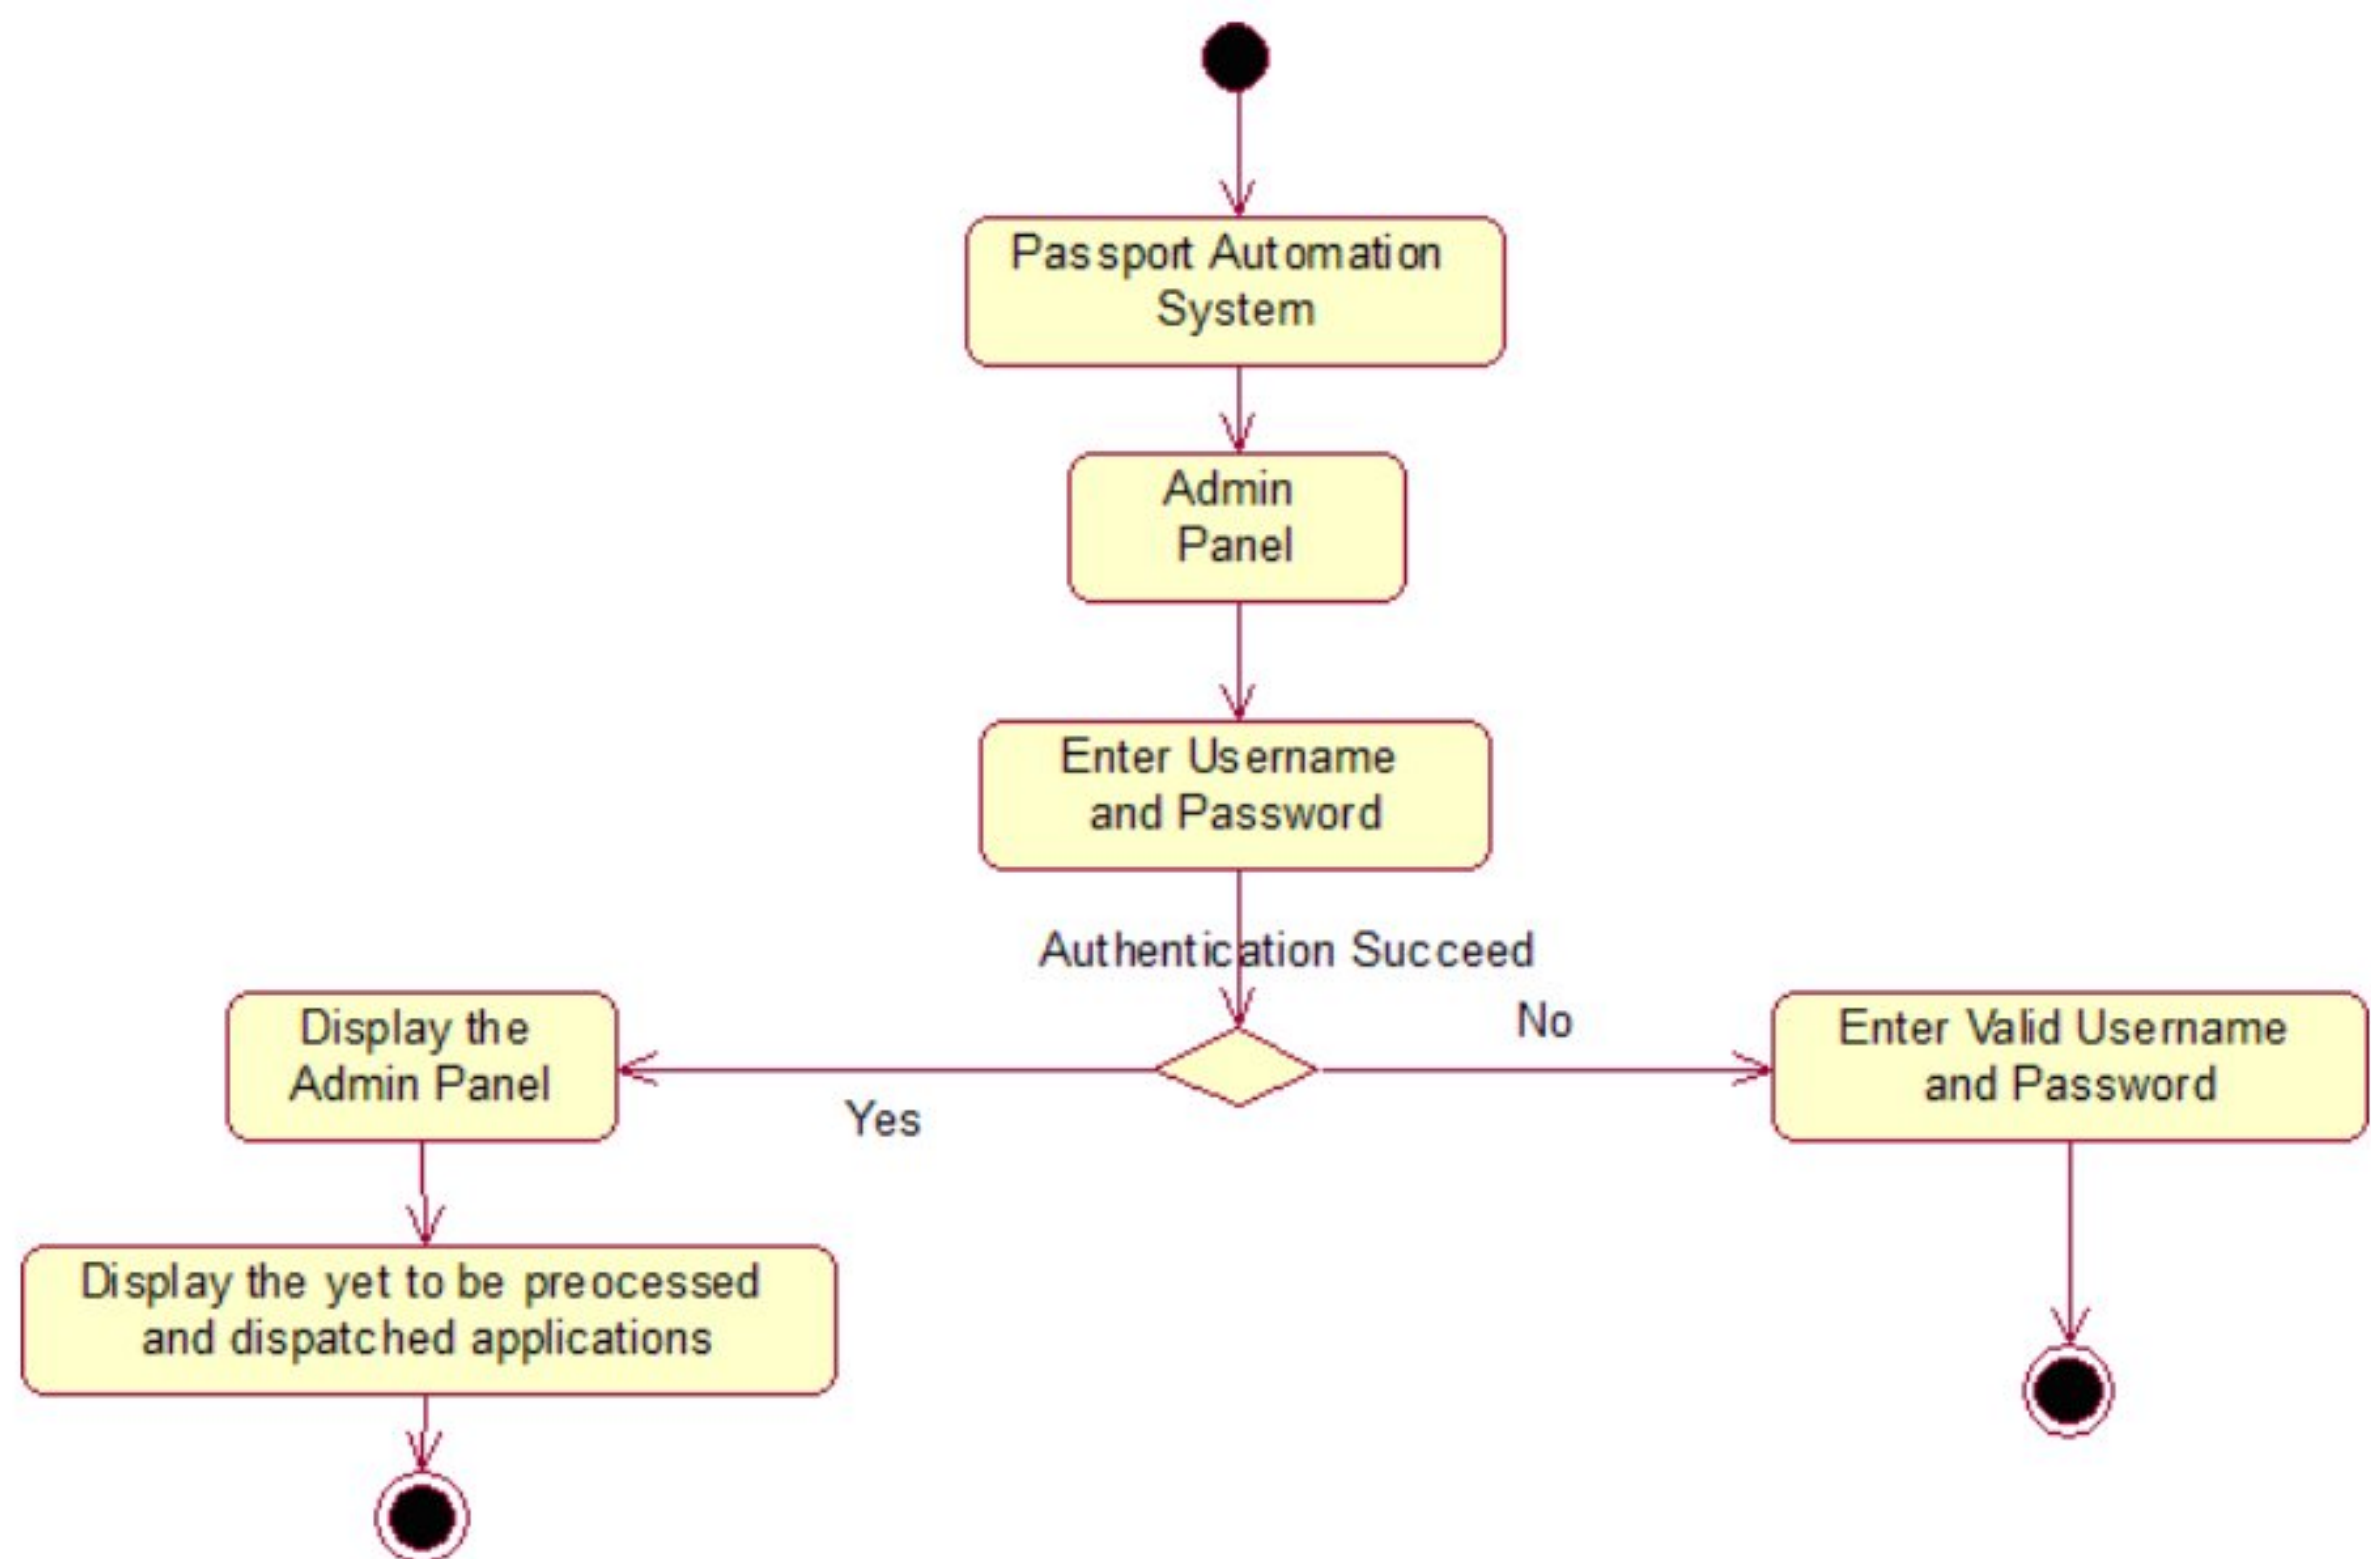 Passport Automation
System
Admin
Panel
Enter Username
and Password
Authentication Succeed
No
Yes
Display the
Admin Panel
Enter Valid Username
and Password
Display the yet to be preocessed
and dispatched applications